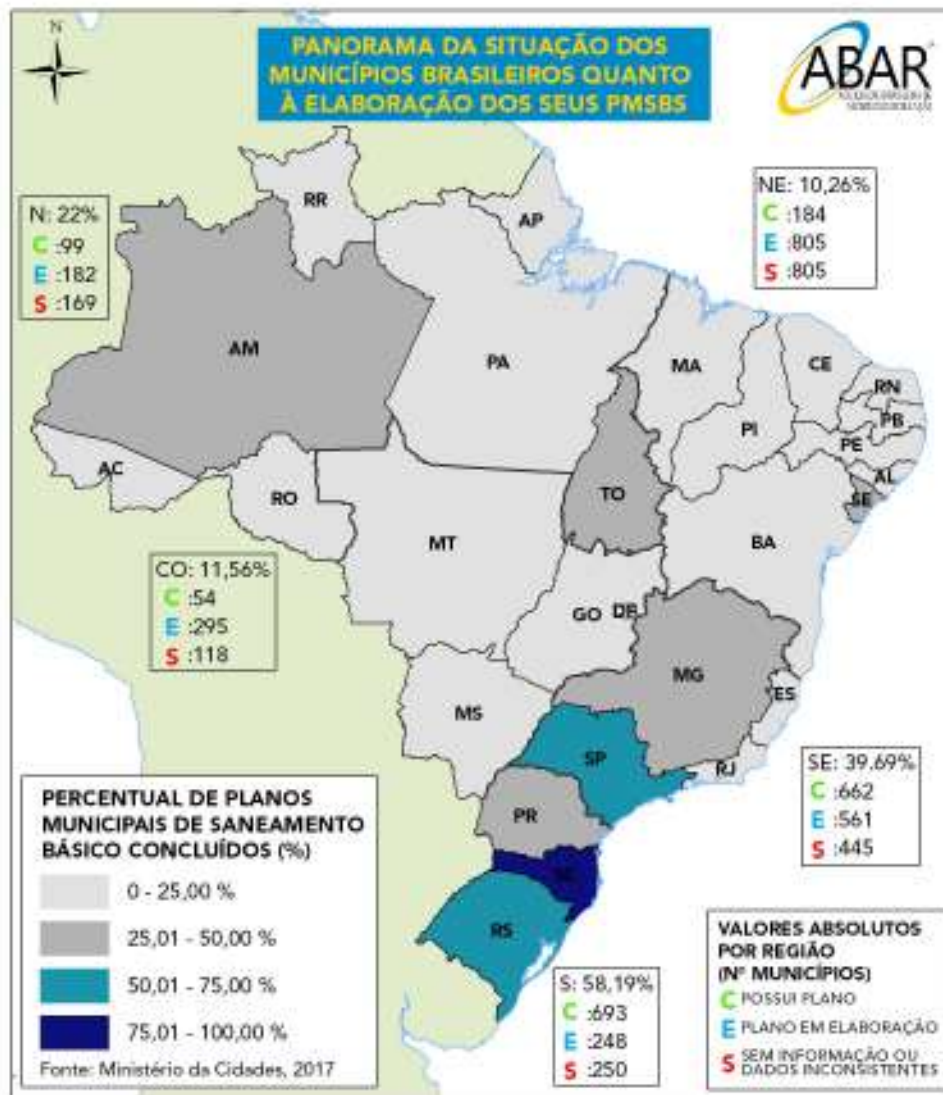 N
PANORAMA DA SITUAÇÃO DOS
MUNICÍPIOS BRASILEIROS QUANTO
À ELABORAÇÃO DOS SEUS PMSBS
ABAR
N: 22%
C :99
E :182
S :169
NE: 10,26%
C :184
E :805
S :805
RR
AP
AM
PA
MA
CE
RN
PB
PI
PE
AL
SE
AC
RO
TO
BA
MT
CO: 11,56%
C :54
E :295
S :118
GO
MG
ES
MS
SP
RJ
SE: 39,69%
C :662
E :561
S :445
PR
SC
RS
PERCENTUAL DE PLANOS
MUNICIPAIS DE SANEAMENTO
BÁSICO CONCLUÍDOS (%)
0 - 25,00 %
25,01 - 50,00 %
50,01 - 75,00 %
75,01 - 100,00 %
Fonte: Ministério da Cidades, 2017
S: 58,19%
C :693
E :248
S :250
VALORES ABSOLUTOS
POR REGIÃO
(Nº MUNICÍPIOS)
C POSSUI PLANO
E PLANO EM ELABORAÇÃO
S SEM INFORMAÇÃO OU
DADOS INCONSISTENTES